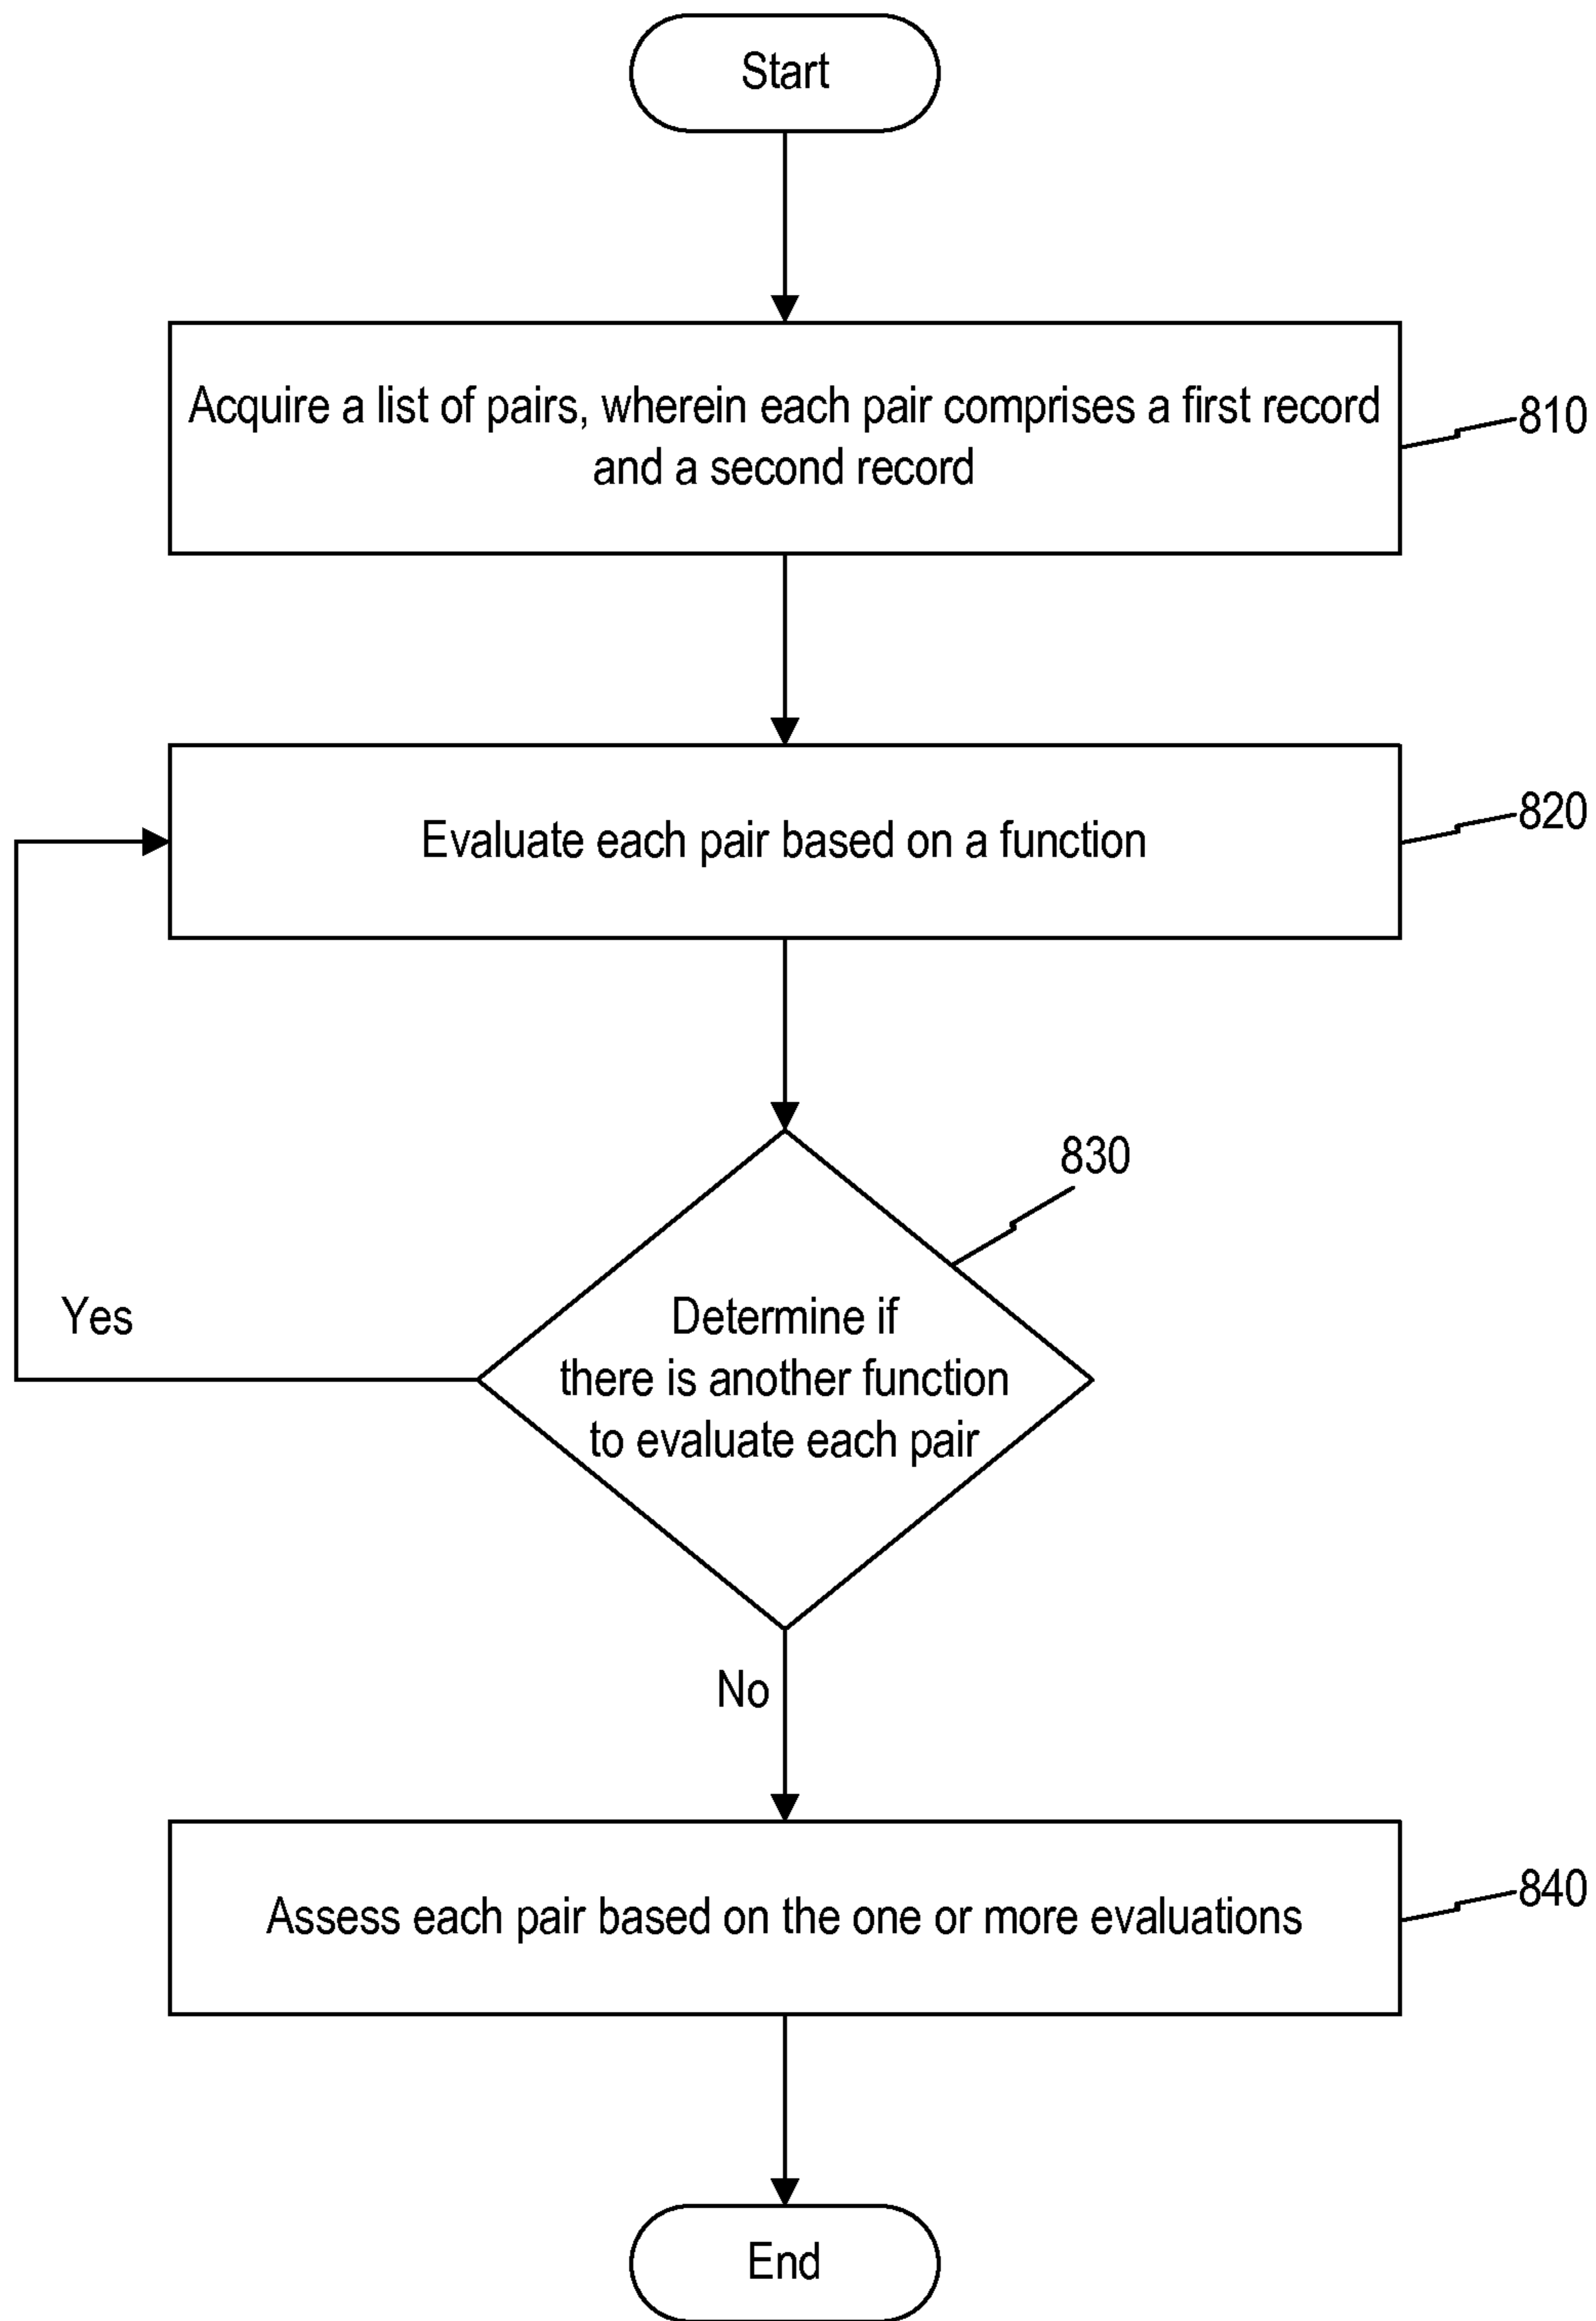 Start
Acquire a list of pairs, wherein each pair comprises a first record
and a second record
810
Evaluate each pair based on a function
820
830
Determine if
there is another function
to evaluate each pair
Yes
No
Assess each pair based on the one or more evaluations
840
End